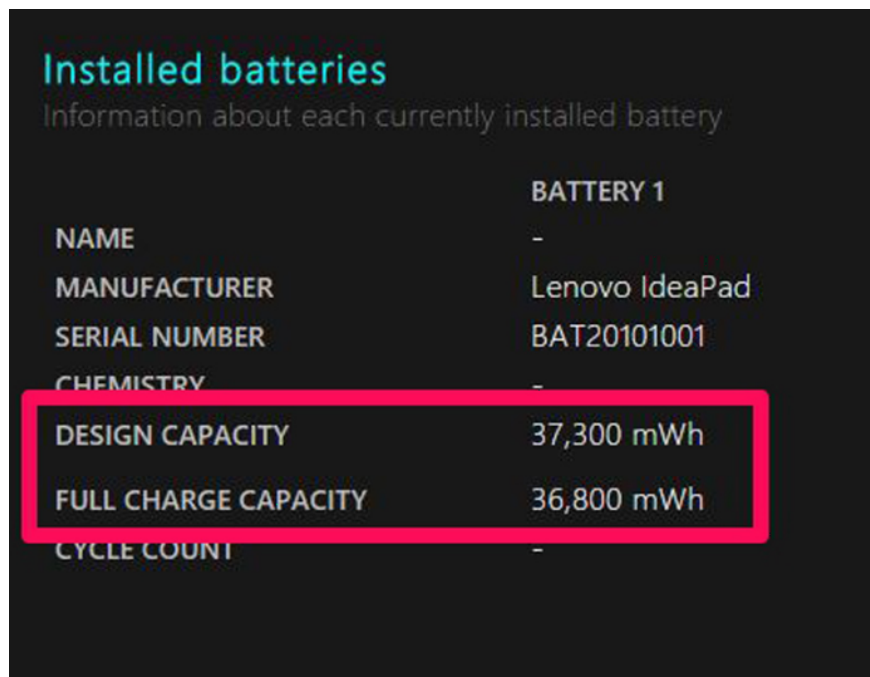 Installed batteries
Information about each currently installed battery
BATTERY 1
NAME -
MANUFACTURER Lenovo IdeaPad
SERIAL NUMBER BAT20101001
CHEMISTRY -
DESIGN CAPACITY 37,300 mWh
FULL CHARGE CAPACITY 36,800 mWh
CYCLE COUNT -